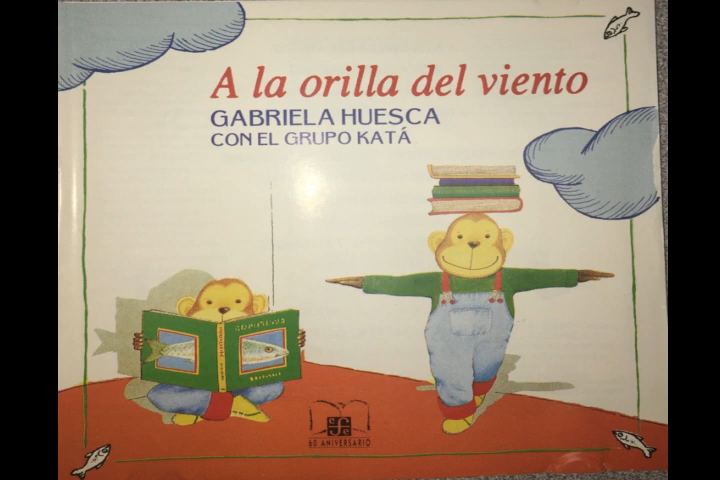 A la orilla del viento
GABRIELA HUESCA
CON EL GRUPO KATÁ
60 ANIVERSARIO